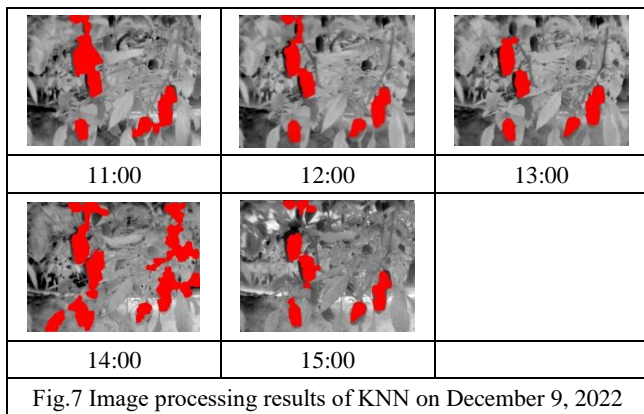 11:00 12:00 13:00
14:00 15:00
Fig.7 Image processing results of KNN on December 9, 2022